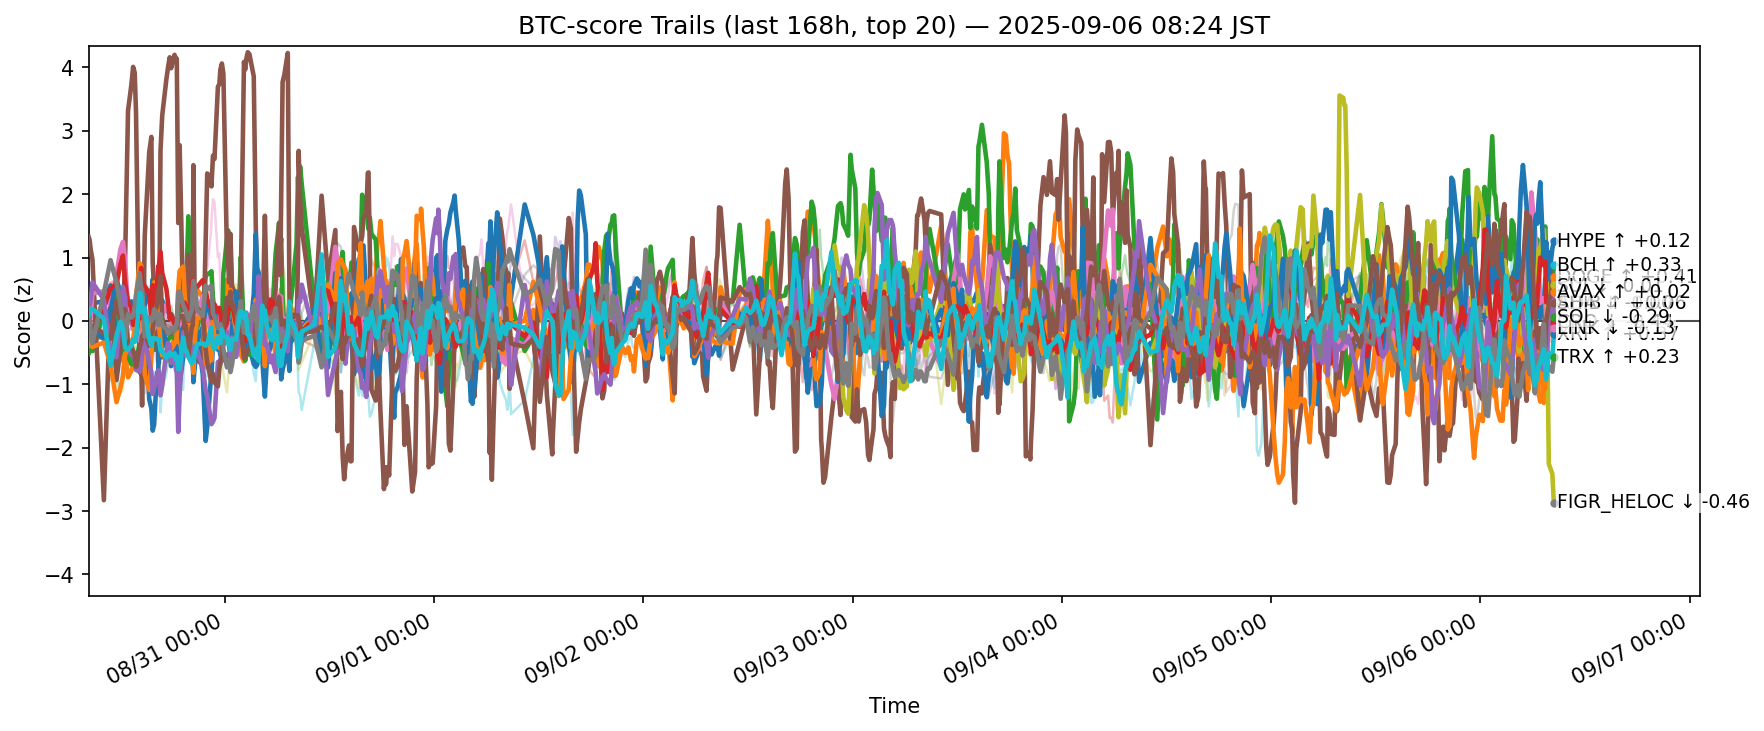 BTC-score Trails (last 168h, top 20) — 2025-09-06 08:24 JST
Score (z)
4
3
2
1
0
−1
−2
−3
−4
HYPE ↑ +0.12
BCH ↑ +0.33
AVAX ↑ +0.02
SOL ↓ -0.29
LINK ↓ -0.13
TRX ↑ +0.23
FIGR_HELOC ↓ -0.46
08/31 00:00
09/01 00:00
09/02 00:00
09/03 00:00
09/04 00:00
09/05 00:00
09/06 00:00
09/07 00:00
Time